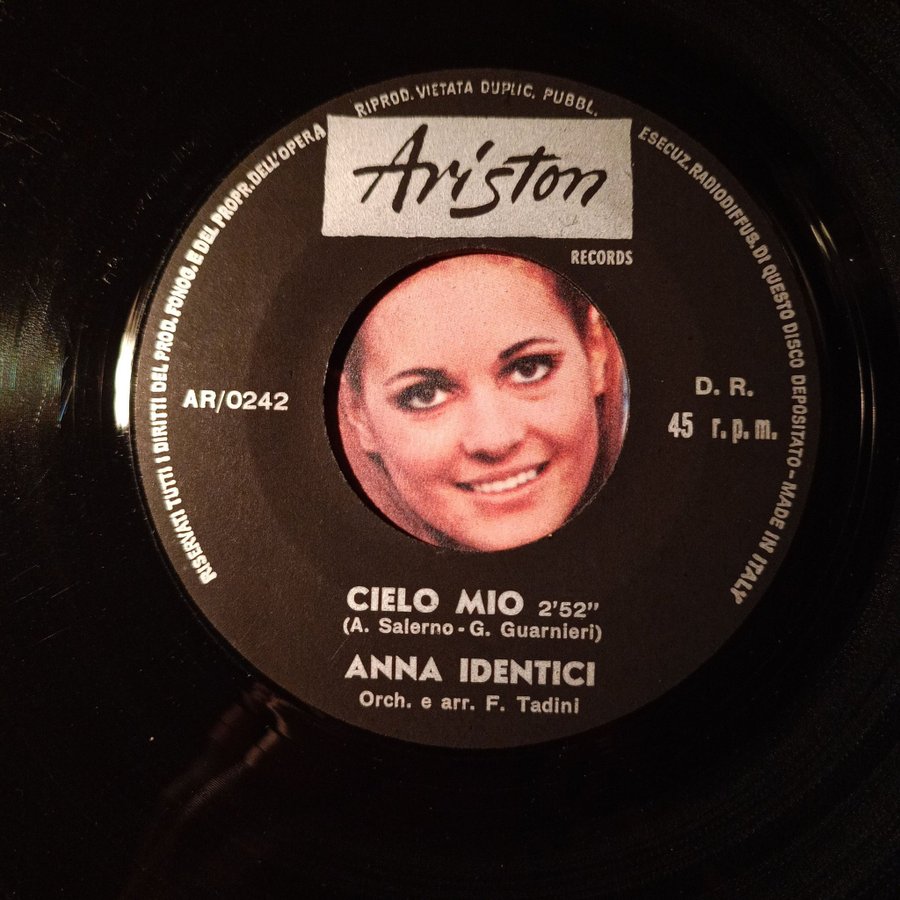 RISERVATI TUTTI I DIRITTI DEL PROD. FONOG. E DEL PROPR. DELL'OPERA
RIPROD. VIETATA DUPLIC. PUBBL.
ESECUZ. RADIODIFFUS. DI QUESTO DISCO DEPOSITATO - MADE IN ITALY
Ariston
RECORDS
AR/0242
D. R.
45 r.p.m.
CIELO MIO 2'52"
(A. Salerno - G. Guarnieri)
ANNA IDENTICI
Orch. e arr. F. Tadini